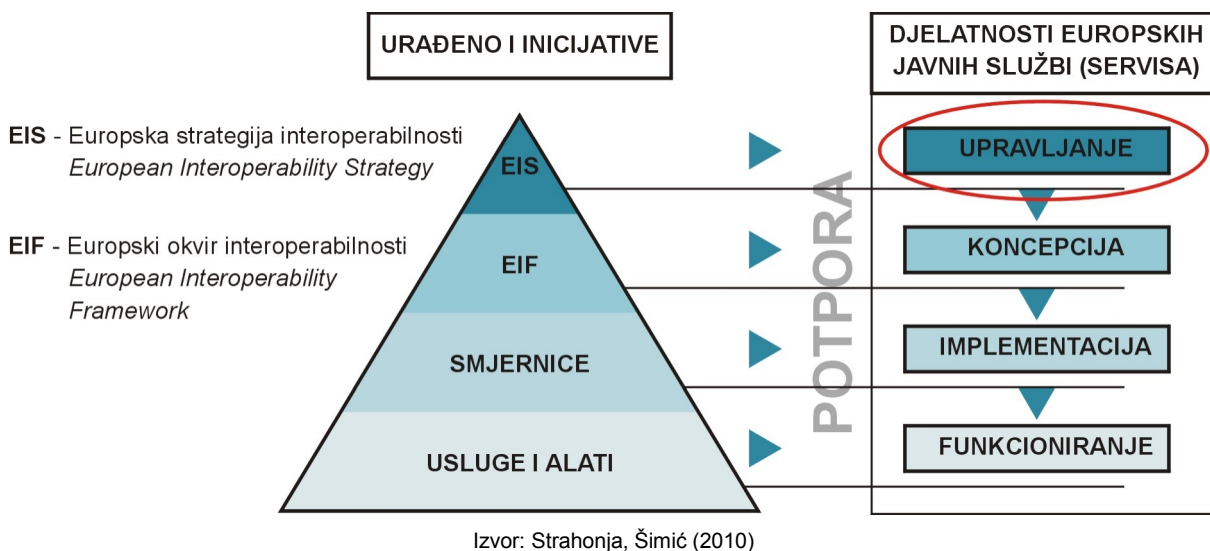 URAĐENO I INICIJATIVE
DJELATNOSTI EUROPSKIH
JAVNIH SLUŽBI (SERVISA)
EIS - Europska strategija interoperabilnosti
European Interoperability Strategy
EIF - Europski okvir interoperabilnosti
European Interoperability
Framework
EIS
EIF
SMJERNICE
USLUGE I ALATI
POTPORA
UPRAVLJANJE
KONCEPCIJA
IMPLEMENTACIJA
FUNKCIONIRANJE
Izvor: Strahonja, Šimić (2010)